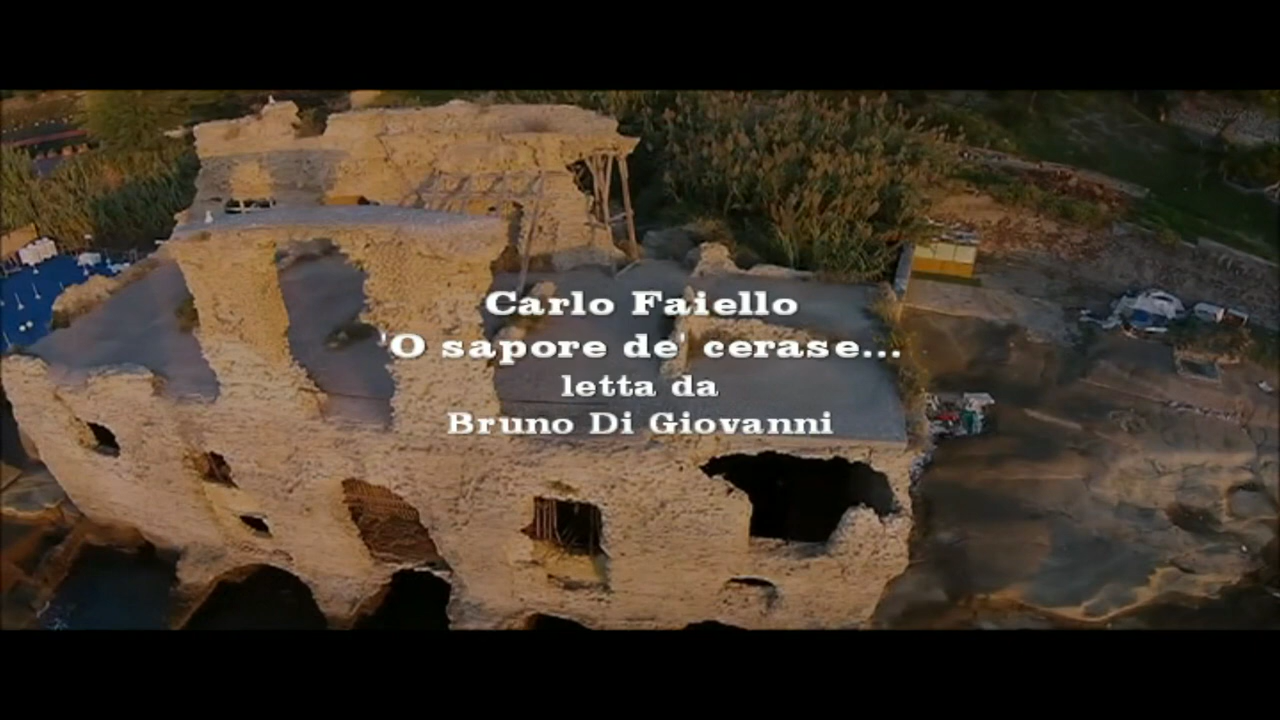 Carlo Faiello
'O sapore de' cerase...
letta da
Bruno Di Giovanni